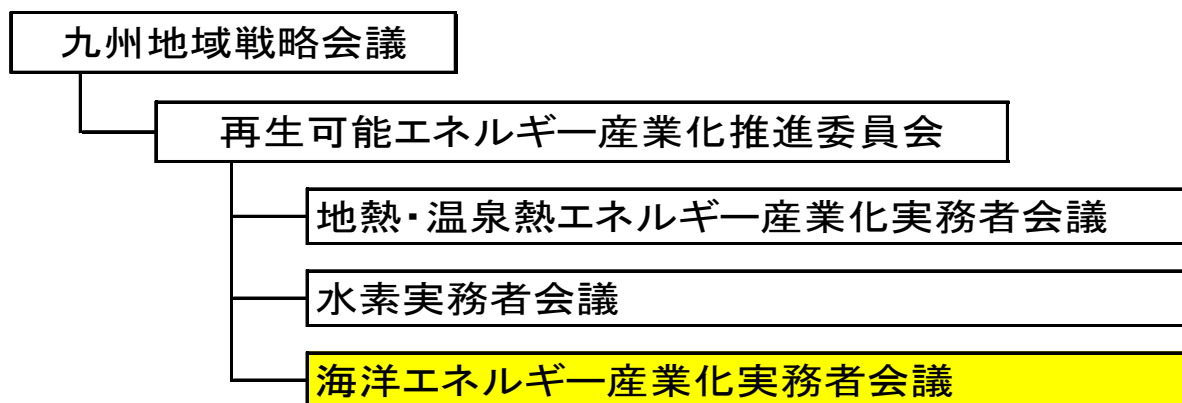 九州地域戦略会議
再生可能エネルギー産業化推進委員会
地熱・温泉熱エネルギー産業化実務者会議
水素実務者会議
海洋エネルギー産業化実務者会議